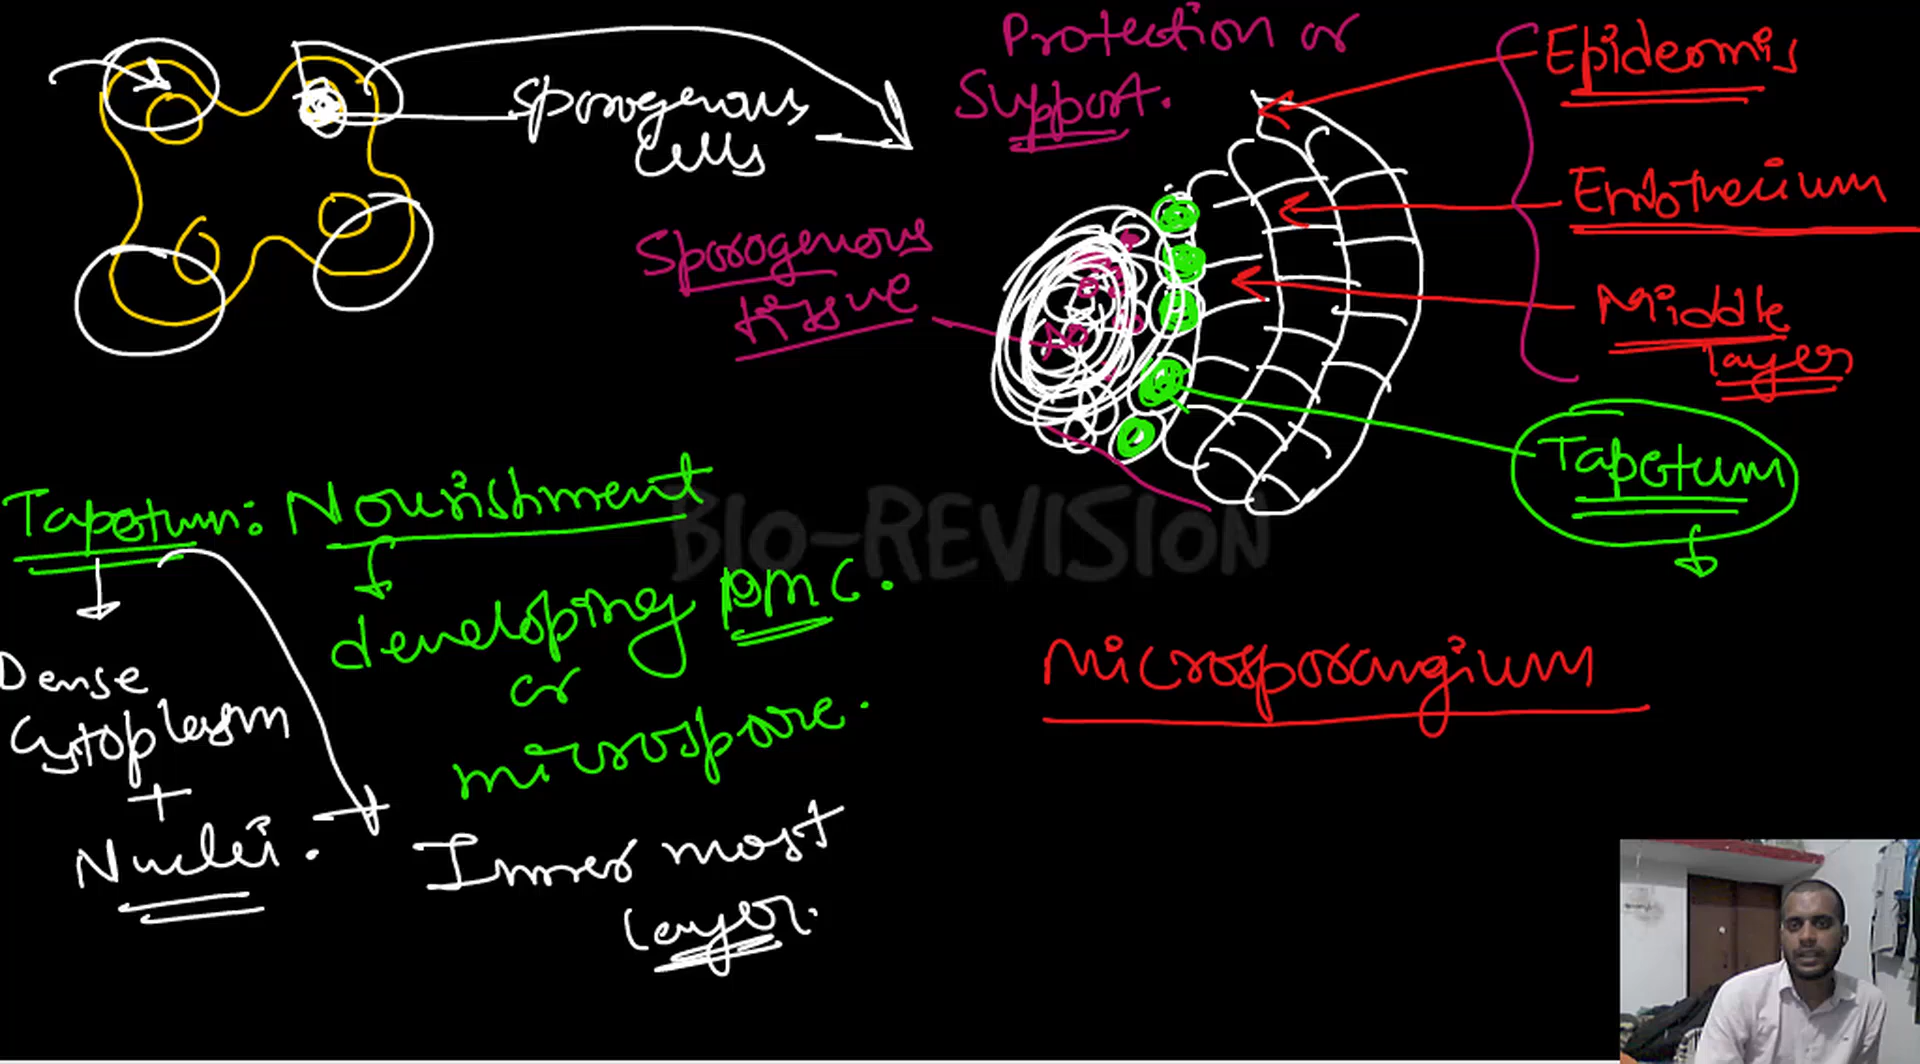 Protection or
Support.
Epidermis
Sporogenous
cells
Endothecium
Sporogenous
tissue
Middle
layer
Tapetum
Tapetum: Nourishment
BIO-REVISION
developing PMC.
or
microspore.
Microsporangium
Dense
Cytoplasm
+
Nuclei.
Inner most
layer.